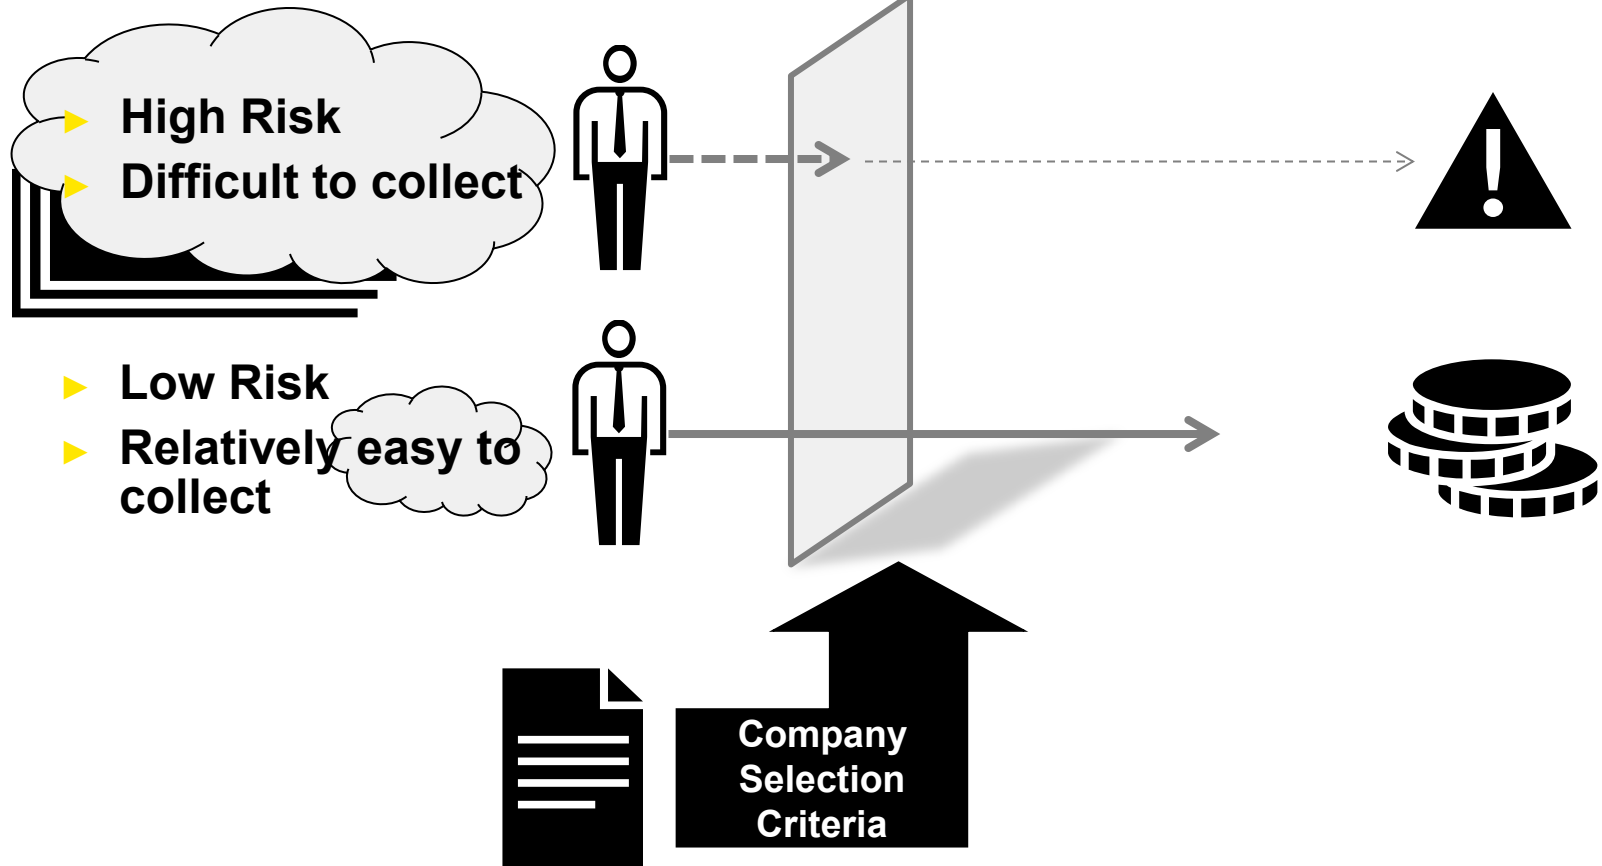 High Risk
Difficult to collect
Low Risk
Relatively easy to
collect
Company
Selection
Criteria